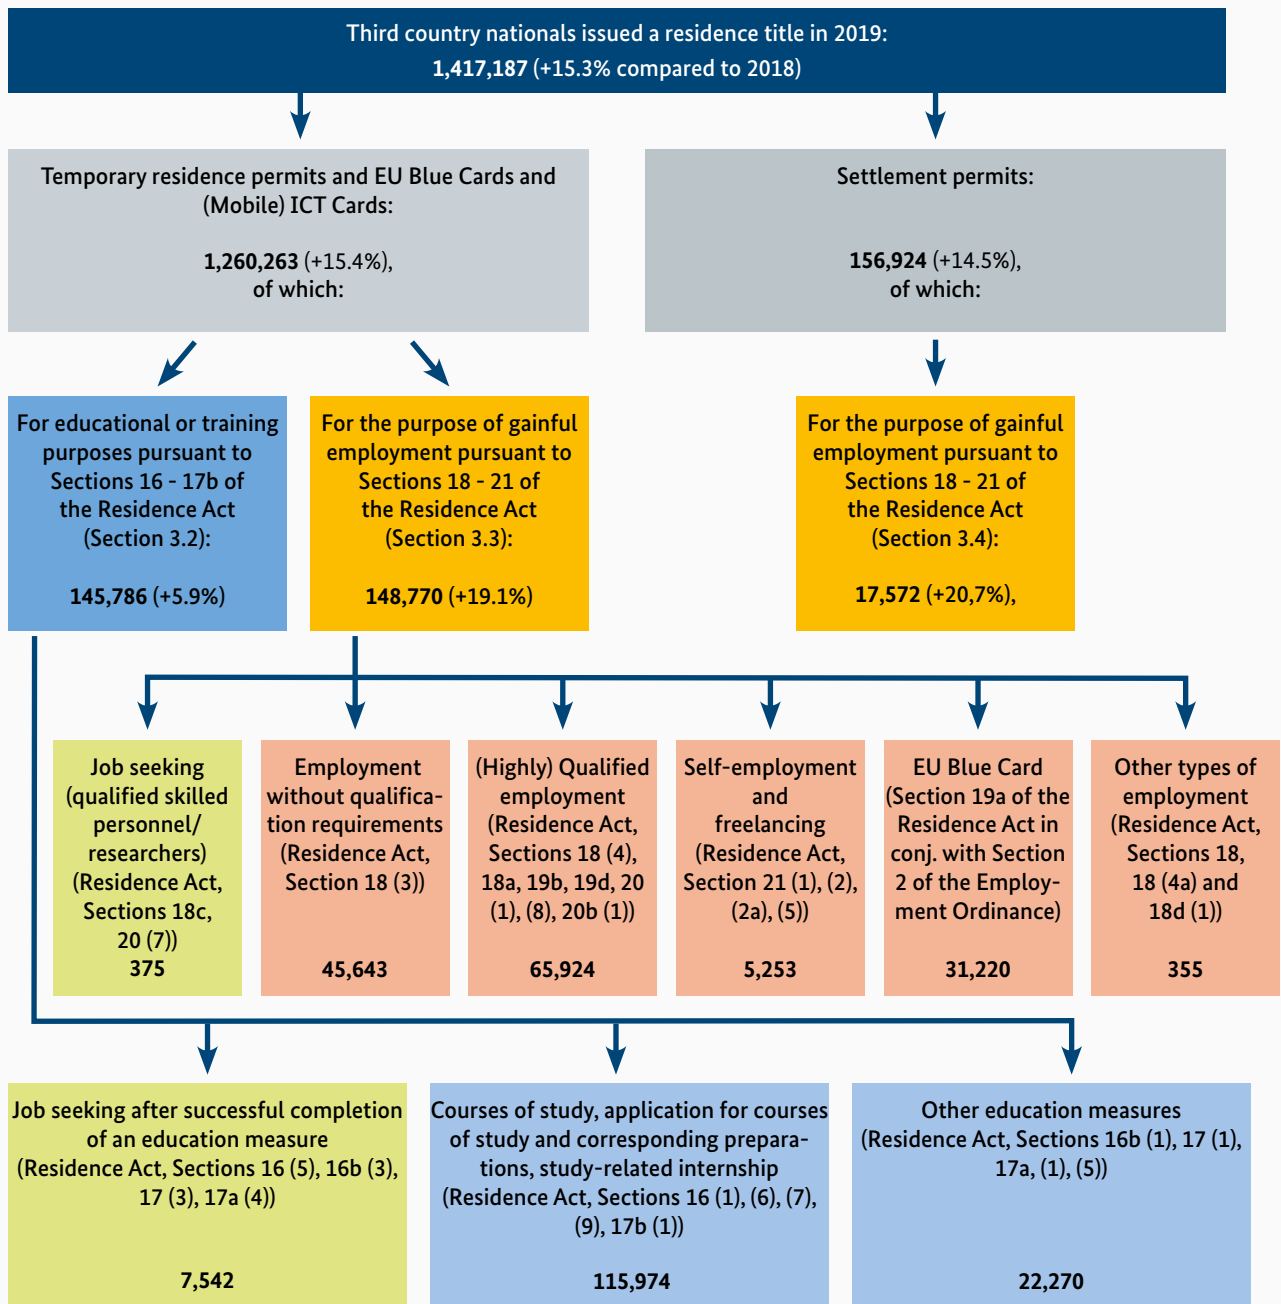 Third country nationals issued a residence title in 2019:
1,417,187 (+15.3% compared to 2018)
Temporary residence permits and EU Blue Cards and
(Mobile) ICT Cards:
1,260,263 (+15.4%),
of which:
Settlement permits:
156,924 (+14.5%),
of which:
For educational or training
purposes pursuant to
Sections 16 - 17b of
the Residence Act
(Section 3.2):
145,786 (+5.9%)
For the purpose of gainful
employment pursuant to
Sections 18 - 21 of
the Residence Act
(Section 3.3):
148,770 (+19.1%)
For the purpose of gainful
employment pursuant to
Sections 18 - 21 of
the Residence Act
(Section 3.4):
17,572 (+20,7%),
Job seeking
(qualified skilled
personnel/
researchers)
(Residence Act,
Sections 18c,
20 (7))
375
Employment
without qualifica-
tion requirements
(Residence Act,
Section 18 (3))
45,643
(Highly) Qualified
employment
(Residence Act,
Sections 18 (4),
18a, 19b, 19d, 20
(1), (8), 20b (1))
65,924
Self-employment
and
freelancing
(Residence Act,
Section 21 (1), (2),
(2a), (5))
5,253
EU Blue Card
(Section 19a of the
Residence Act in
conj. with Section
2 of the Employ-
ment Ordinance)
31,220
Other types of
employment
(Residence Act,
Sections 18,
18 (4a) and
18d (1))
355
Job seeking after successful completion
of an education measure
(Residence Act, Sections 16 (5), 16b (3),
17 (3), 17a (4))
7,542
Courses of study, application for courses
of study and corresponding prepara-
tions, study-related internship
(Residence Act, Sections 16 (1), (6), (7),
(9), 17b (1))
115,974
Other education measures
(Residence Act, Sections 16b (1), 17 (1),
17a, (1), (5))
22,270